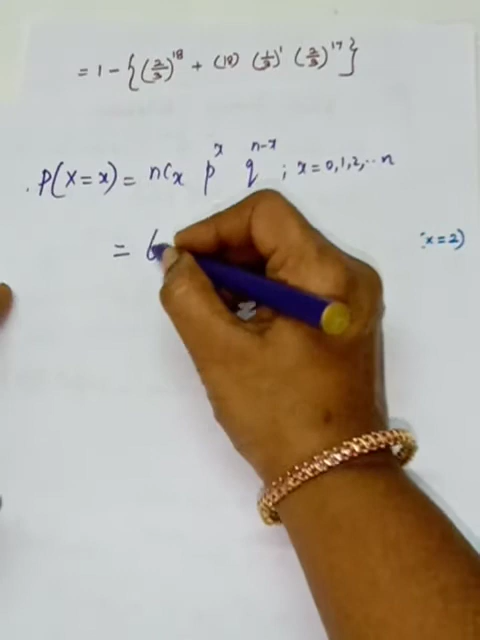 = 1 - { (2/3)^18 + (18) (1/3)^1 (2/3)^17 }
. P(X = x) = nCx p^x q^(n-x) ; x = 0, 1, 2, .. n
= 6
x = 2)